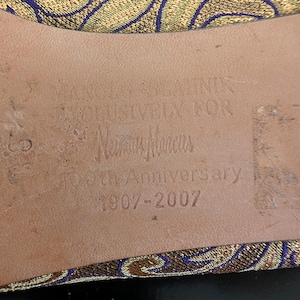 MANOLO BLAHNIK
EXCLUSIVELY FOR
Neiman Marcus
100th Anniversary
1907-2007